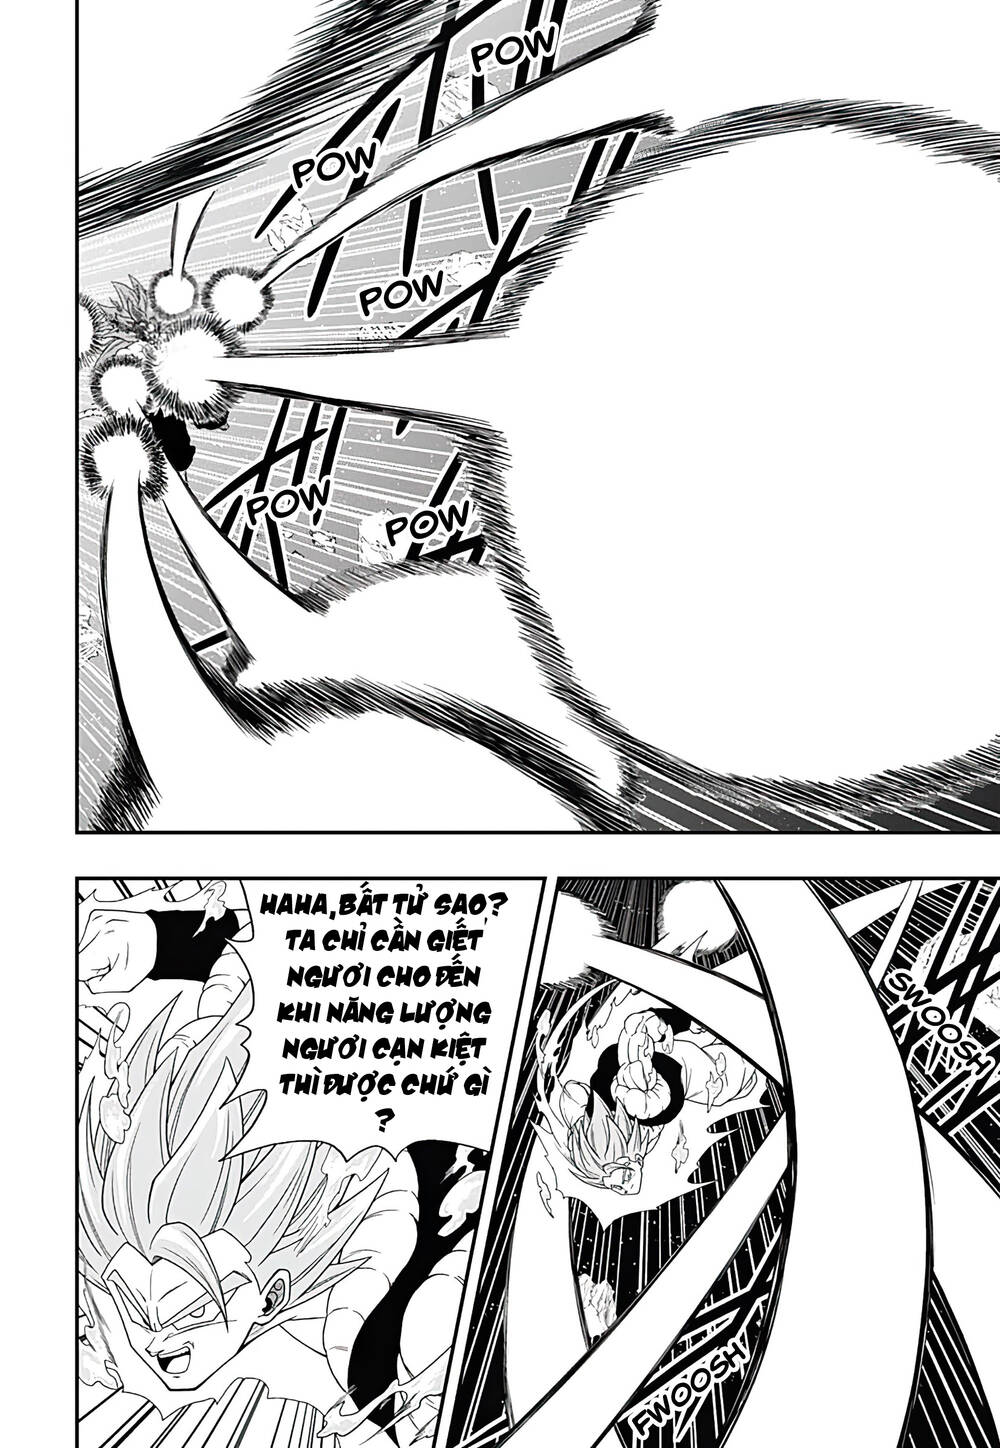 POW
POW
POW
POW
POW
HAHA, BẤT TỬ SAO?
TA CHỈ CẦN GIẾT
NGƯƠI CHO ĐẾN
KHI NĂNG LƯỢNG
NGƯƠI CẠN KIỆT
THÌ ĐƯỢC CHỨ GÌ
?
SWOOSH
FWOOSH